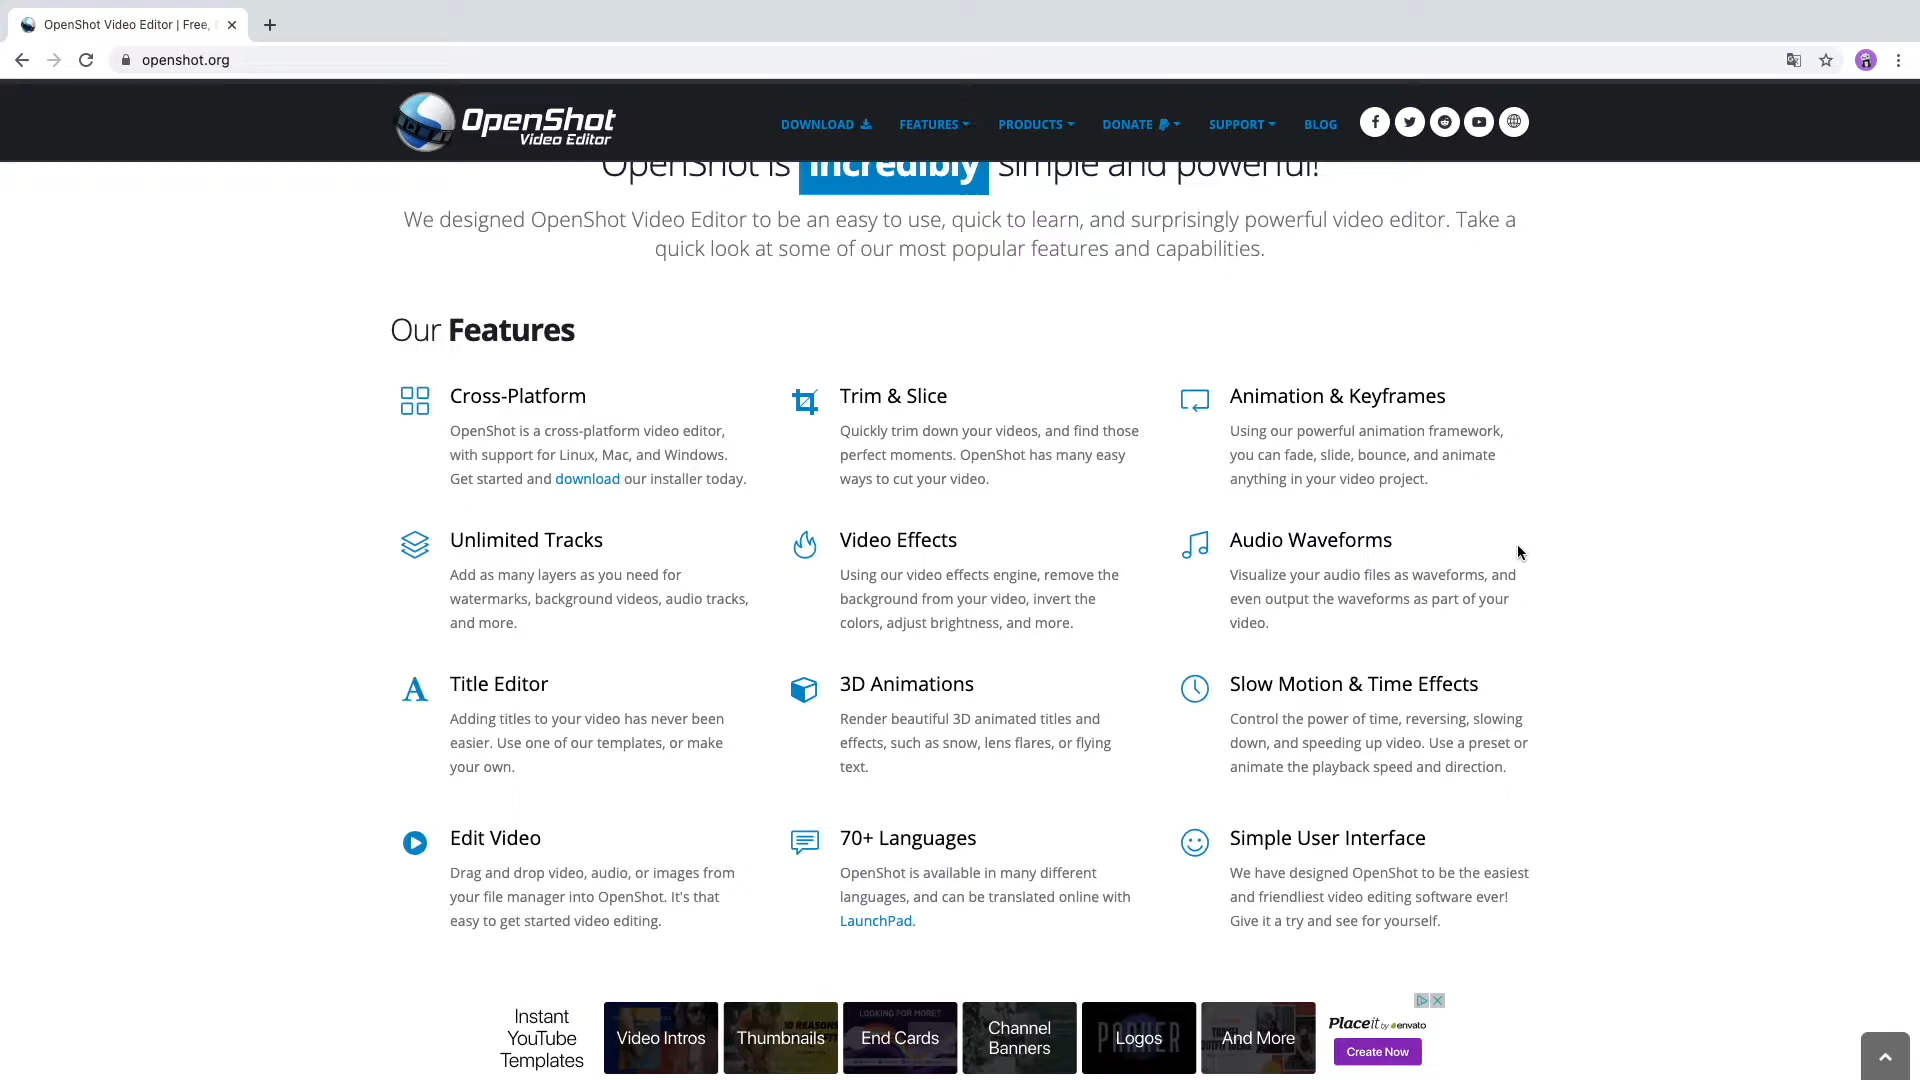 OpenShot Video Editor | Free,
openshot.org
OpenShot
Video Editor
DOWNLOAD
FEATURES
PRODUCTS
DONATE
SUPPORT
BLOG
OpenShot is incredibly simple and powerful!
We designed OpenShot Video Editor to be an easy to use, quick to learn, and surprisingly powerful video editor. Take a
quick look at some of our most popular features and capabilities.
Our Features
Cross-Platform
OpenShot is a cross-platform video editor,
with support for Linux, Mac, and Windows.
Get started and download our installer today.
Trim & Slice
Quickly trim down your videos, and find those
perfect moments. OpenShot has many easy
ways to cut your video.
Animation & Keyframes
Using our powerful animation framework,
you can fade, slide, bounce, and animate
anything in your video project.
Unlimited Tracks
Add as many layers as you need for
watermarks, background videos, audio tracks,
and more.
Video Effects
Using our video effects engine, remove the
background from your video, invert the
colors, adjust brightness, and more.
Audio Waveforms
Visualize your audio files as waveforms, and
even output the waveforms as part of your
video.
Title Editor
Adding titles to your video has never been
easier. Use one of our templates, or make
your own.
3D Animations
Render beautiful 3D animated titles and
effects, such as snow, lens flares, or flying
text.
Slow Motion & Time Effects
Control the power of time, reversing, slowing
down, and speeding up video. Use a preset or
animate the playback speed and direction.
Edit Video
Drag and drop video, audio, or images from
your file manager into OpenShot. It's that
easy to get started video editing.
70+ Languages
OpenShot is available in many different
languages, and can be translated online with
LaunchPad.
Simple User Interface
We have designed OpenShot to be the easiest
and friendliest video editing software ever!
Give it a try and see for yourself.
Instant
YouTube
Templates
Video Intros
Thumbnails
LOOKING FOR MORE?
End Cards
Channel
Banners
PARKER
Logos
And More
Placeit by envato
Create Now